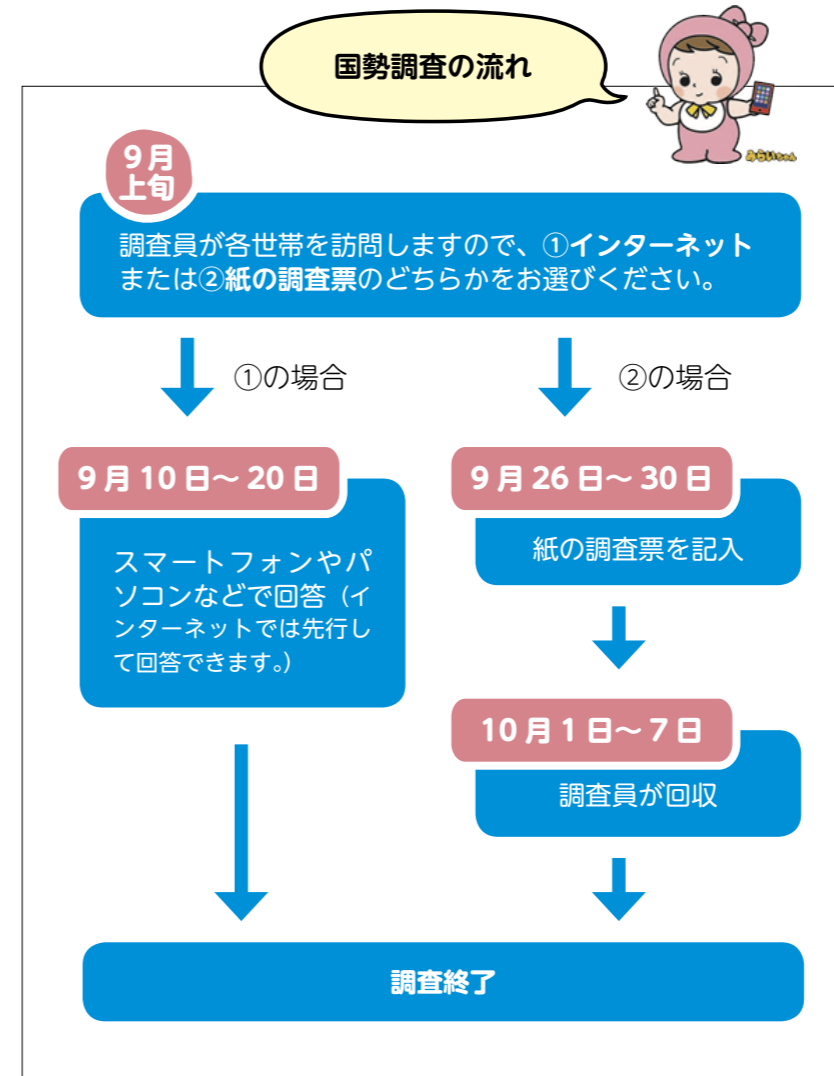 国勢調査の流れ
みらいちゃん
9月
上旬
調査員が各世帯を訪問しますので、①インターネット
または②紙の調査票のどちらかをお選びください。
①の場合
②の場合
9月10日～20日
スマートフォンやパ
ソコンなどで回答（イ
ンターネットでは先行し
て回答できます。）
9月26日～30日
紙の調査票を記入
10月1日～7日
調査員が回収
調査終了